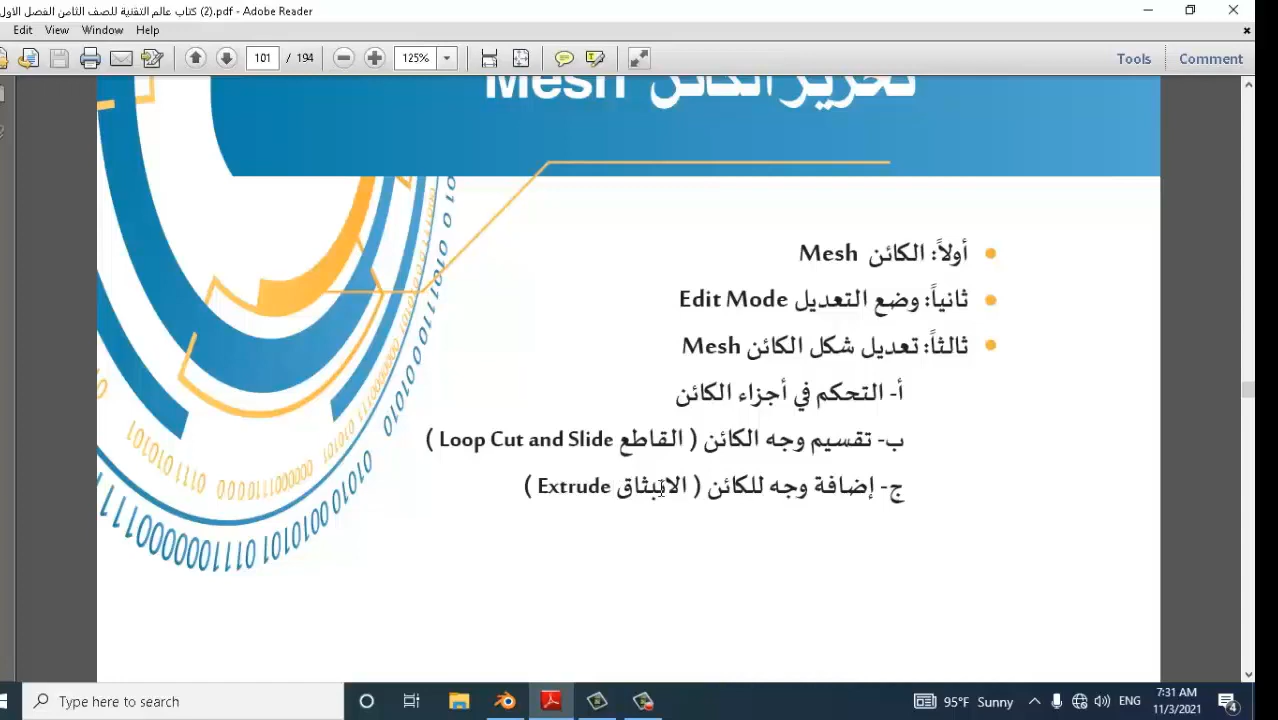 كتاب عالم التقنية للصف الثامن الفصل الاول (2).pdf - Adobe Reader
Edit View Window Help
101 / 194 125% Tools Comment
تحرير الكائن Mesh
أولاً: الكائن Mesh
ثانياً: وضع التعديل Edit Mode
ثالثاً: تعديل شكل الكائن Mesh
أ- التحكم في أجزاء الكائن
ب- تقسيم وجه الكائن ( القاطع Loop Cut and Slide )
ج- إضافة وجه للكائن ( الانبثاق Extrude )
Type here to search
95°F Sunny ENG 7:31 AM
11/3/2021 4